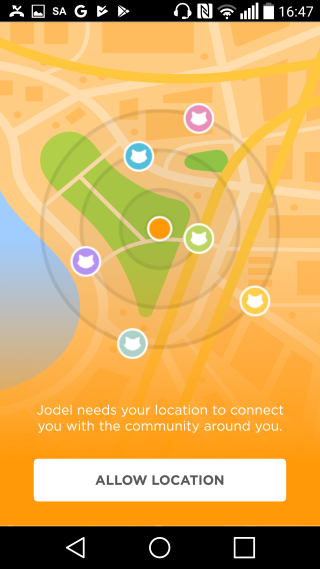 SA G 16:47
Jodel needs your location to connect
you with the community around you.
ALLOW LOCATION